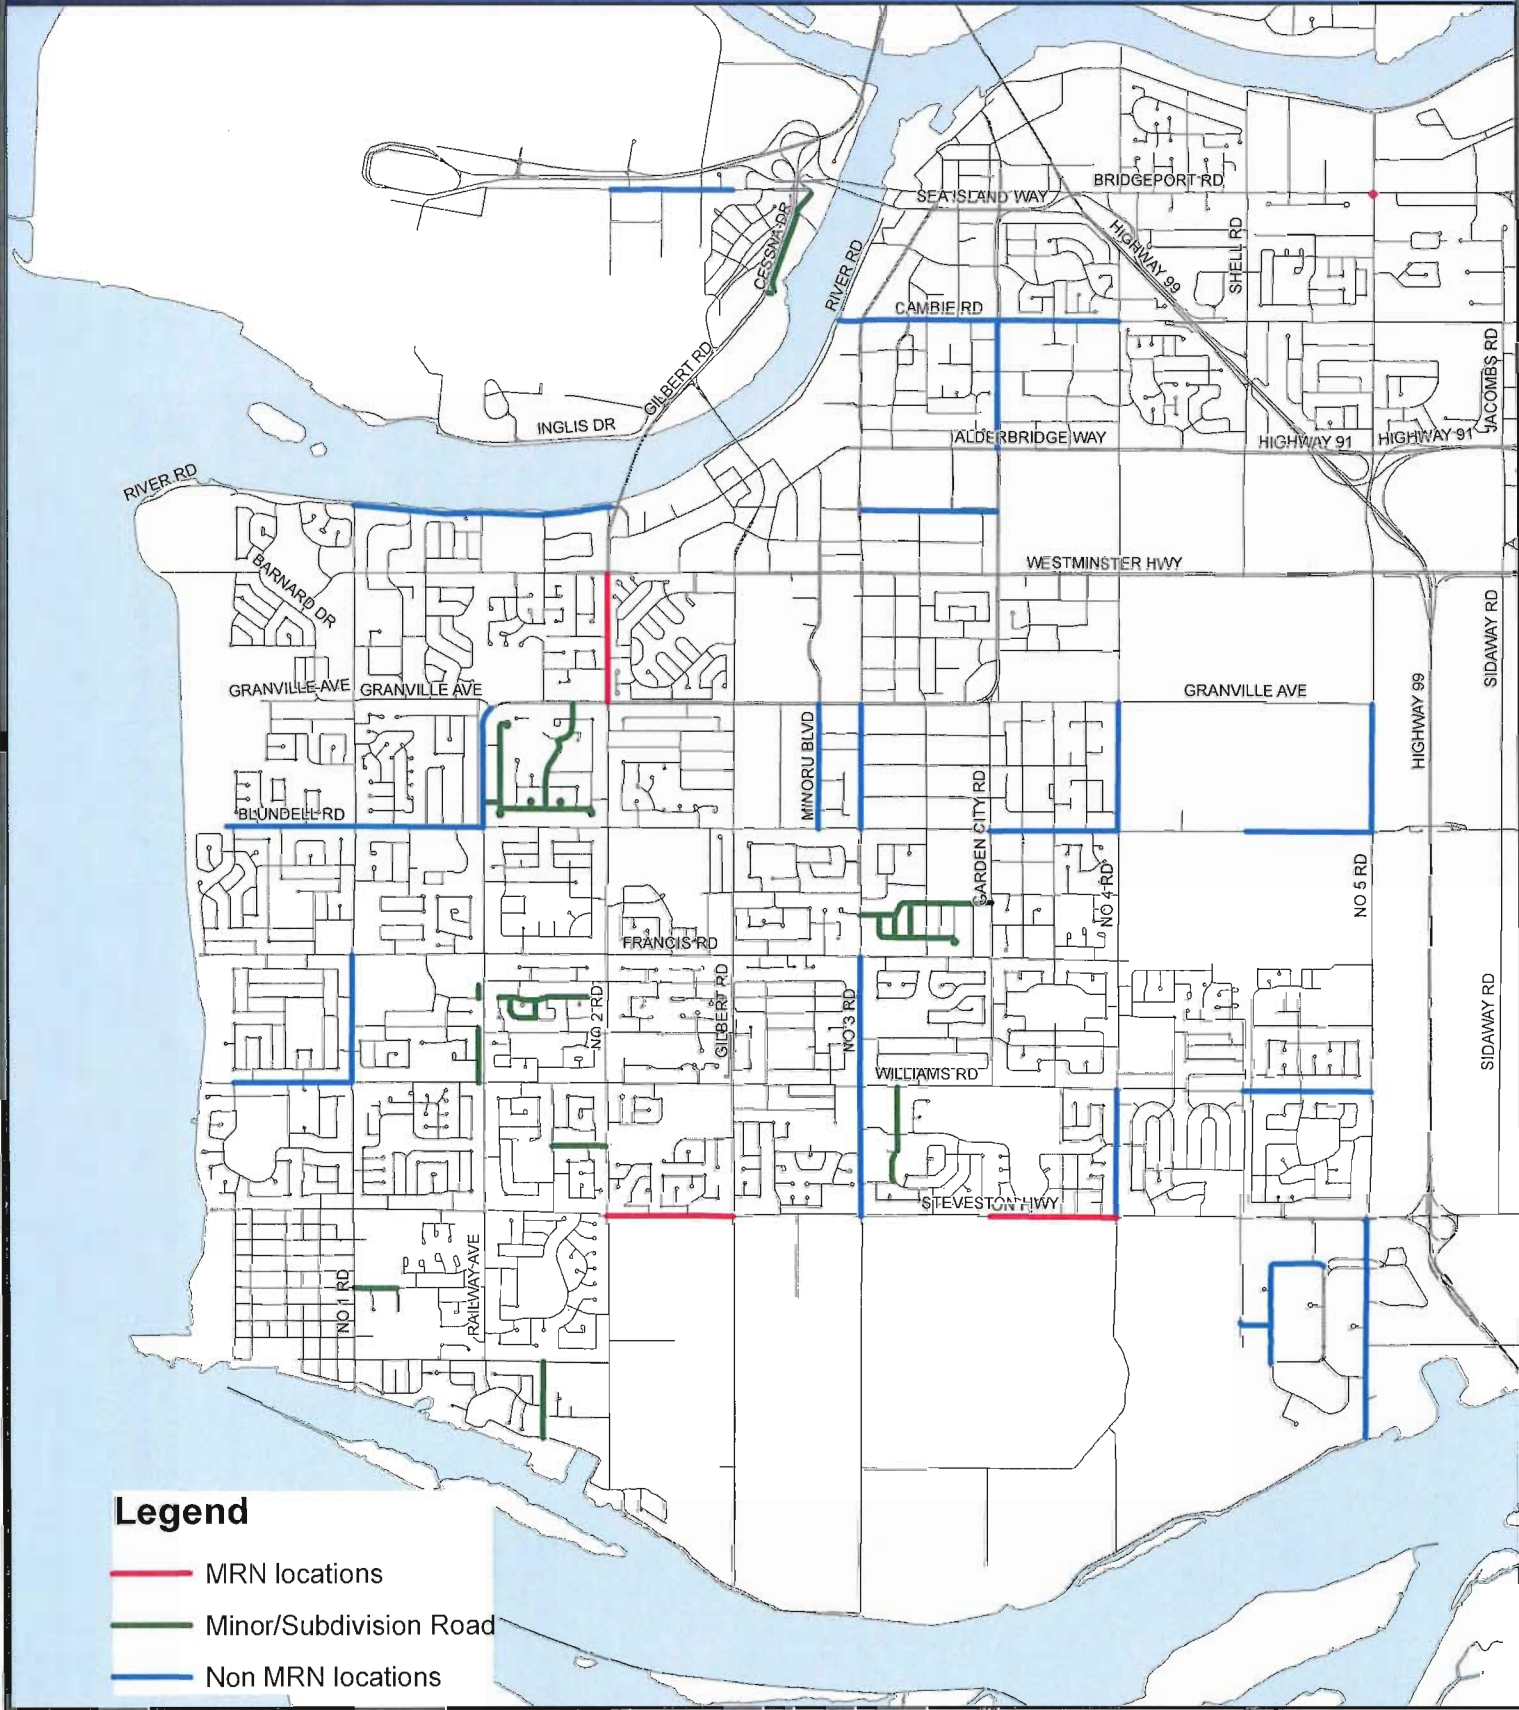 BRIDGEPORT RD
SEA ISLAND WAY
CESSNA DR
RIVER RD
HIGHWAY 99
SHELL RD
CAMBIE RD
GILBERT RD
JACOMBS RD
INGLIS DR
ALDERBRIDGE WAY
HIGHWAY 91
HIGHWAY 91
RIVER RD
WESTMINSTER HWY
BARNARD DR
SIDAWAY RD
GRANVILLE AVE
GRANVILLE AVE
GRANVILLE AVE
HIGHWAY 99
MINORU BLVD
GARDEN CITY RD
BLUNDELL RD
NO 4 RD
NO 5 RD
FRANCIS RD
NO 2 RD
GILBERT RD
NO 3 RD
SIDAWAY RD
WILLIAMS RD
STEVESTON HWY
NO 1 RD
RAILWAY AVE
Legend
MRN locations
Minor/Subdivision Road
Non MRN locations